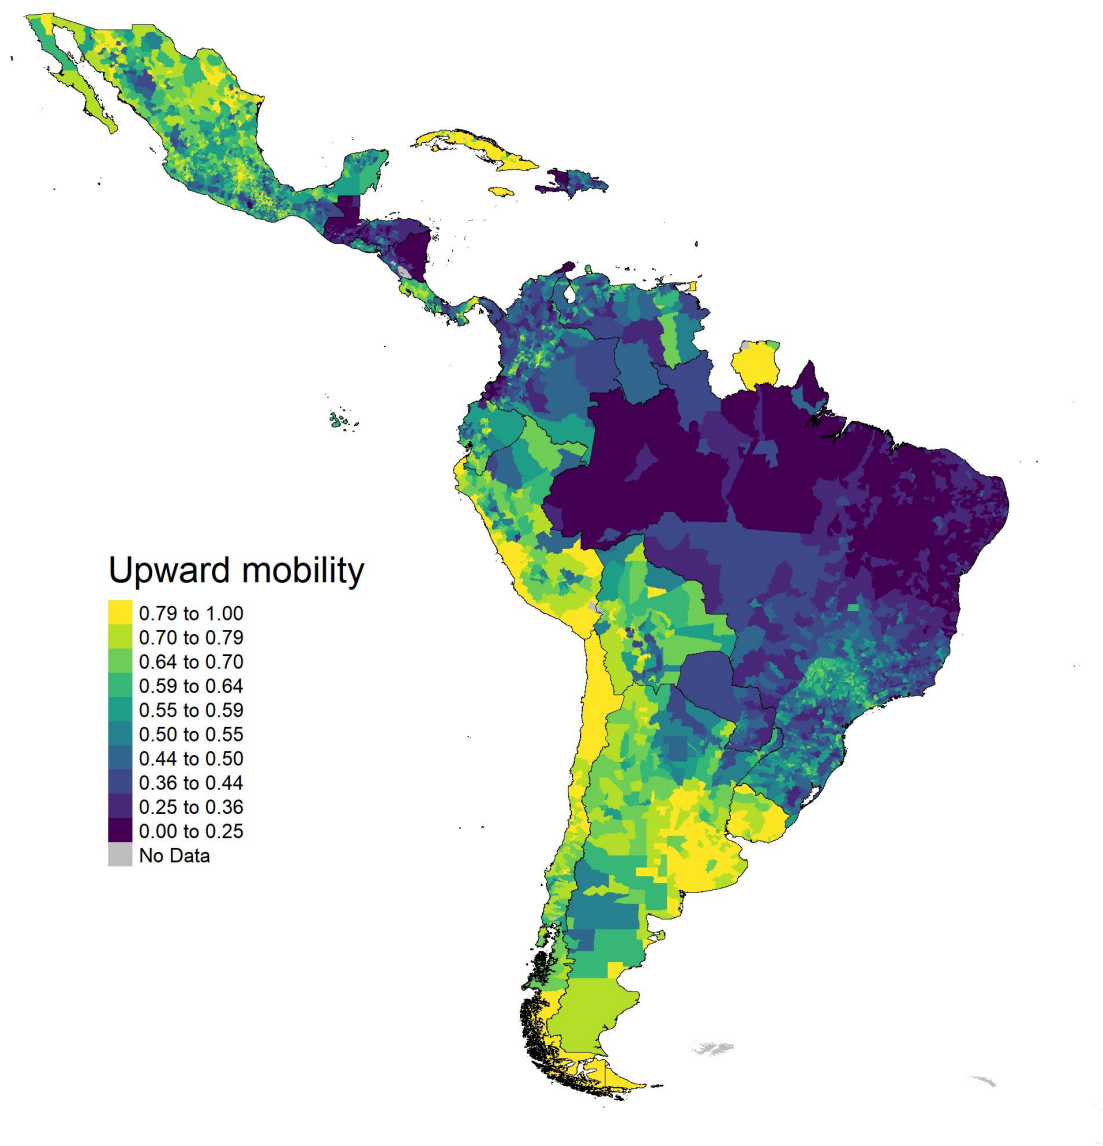 Upward mobility
0.79 to 1.00
0.70 to 0.79
0.64 to 0.70
0.59 to 0.64
0.55 to 0.59
0.50 to 0.55
0.44 to 0.50
0.36 to 0.44
0.25 to 0.36
0.00 to 0.25
No Data